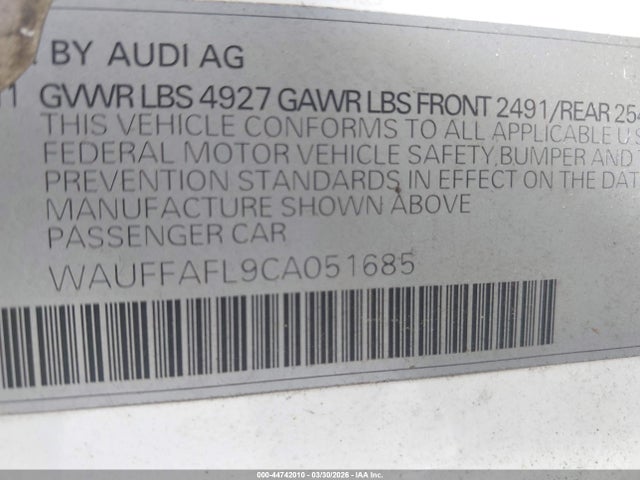 BY AUDI AG
GVWR LBS 4927 GAWR LBS FRONT 2491/REAR
THIS VEHICLE CONFORMS TO ALL APPLICABLE U.S
FEDERAL MOTOR VEHICLE SAFETY,BUMPER AND
PREVENTION STANDARDS IN EFFECT ON THE DAT
MANUFACTURE SHOWN ABOVE
PASSENGER CAR
WAUFFAFL9CA051685
000-44742010 - 03/30/2026 - IAAI, Inc.